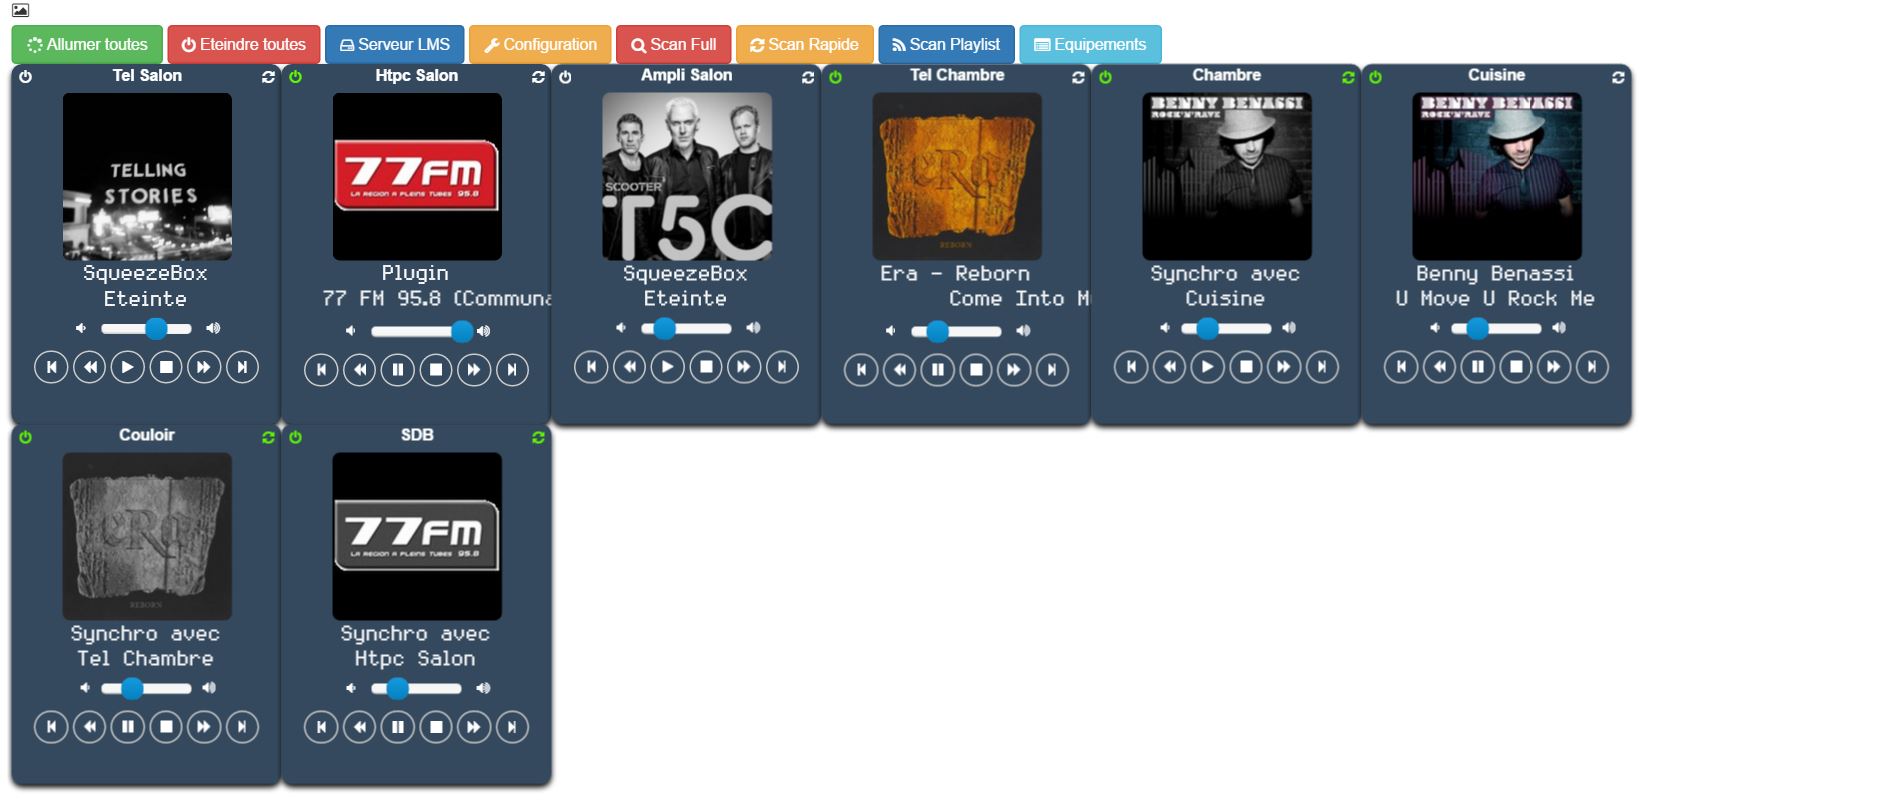 Allumer toutes
Eteindre toutes
Serveur LMS
Configuration
Scan Full
Scan Rapide
Scan Playlist
Equipements
Tel Salon
TELLING
STORIES
SqueezeBox
Eteinte
Htpc Salon
77FM
LA REGION A PLEINS TUBES 95.8
Plugin
77 FM 95.8 (Communa
Ampli Salon
SCOOTER
T5C
SqueezeBox
Eteinte
Tel Chambre
eRa
REBORN
Era - Reborn
Come Into M
Chambre
BENNY BENASSI
ROCK'N'RAVE
Synchro avec
Cuisine
Cuisine
BENNY BENASSI
ROCK'N'RAVE
Benny Benassi
U Move U Rock Me
Couloir
eRa
REBORN
Synchro avec
Tel Chambre
SDB
77FM
LA REGION A PLEINS TUBES 95.8
Synchro avec
Htpc Salon